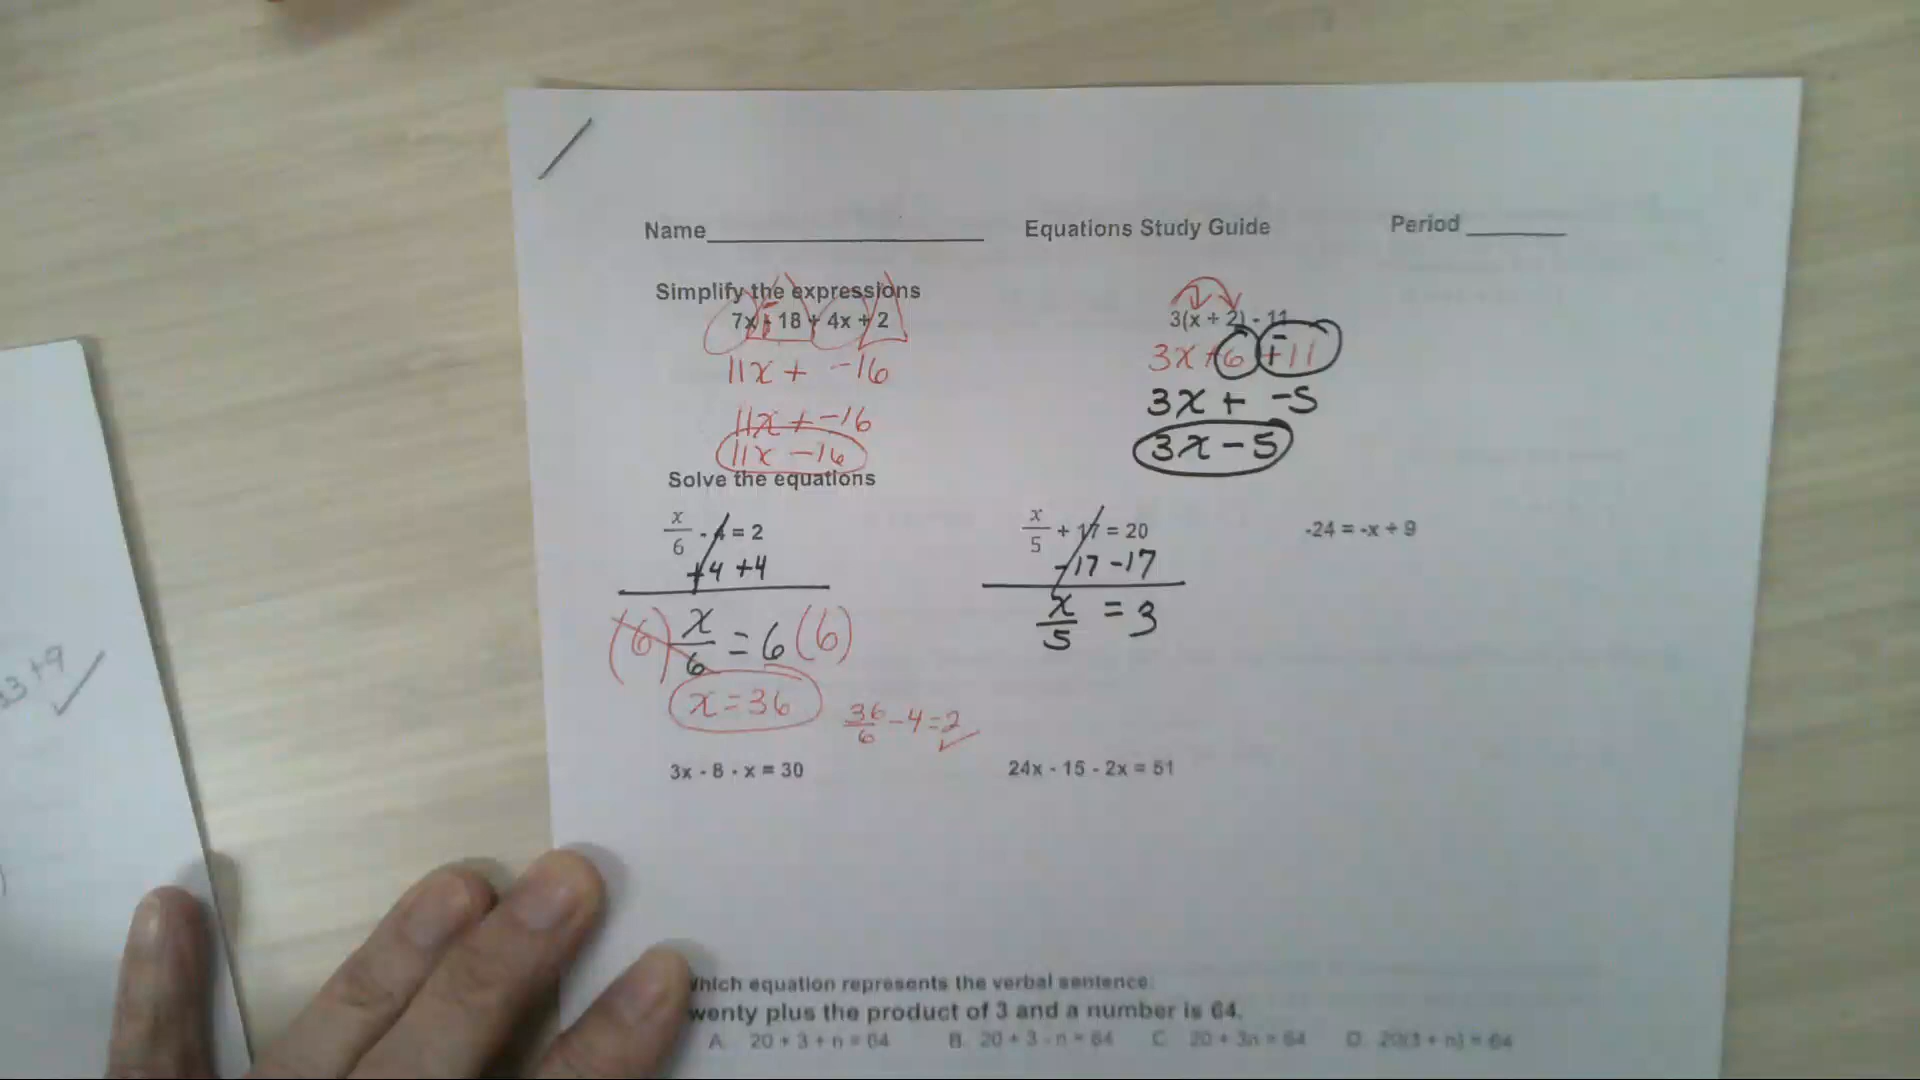 Name Equations Study Guide Period
Simplify the expressions
7x - 18 + 4x + 2
11x + -16
11x + -16
11x - 16
3(x + 2) - 11
3x + 6 + -11
3x + -5
3x - 5
Solve the equations
x/6 - 4 = 2
+4 +4
(6) x/6 = 6 (6)
x = 36
36/6 - 4 = 2 ✓
x/5 + 17 = 20
-17 -17
x/5 = 3
-24 = -x + 9
3x - 8 - x = 30
24x - 15 - 2x = 51
which equation represents the verbal sentence:
wenty plus the product of 3 and a number is 64.
A. 20 + 3 + n = 64 B. 20 + 3 - n = 64 C. 20 + 3n = 64 D. 20(3 + n) = 64
+9 ✓